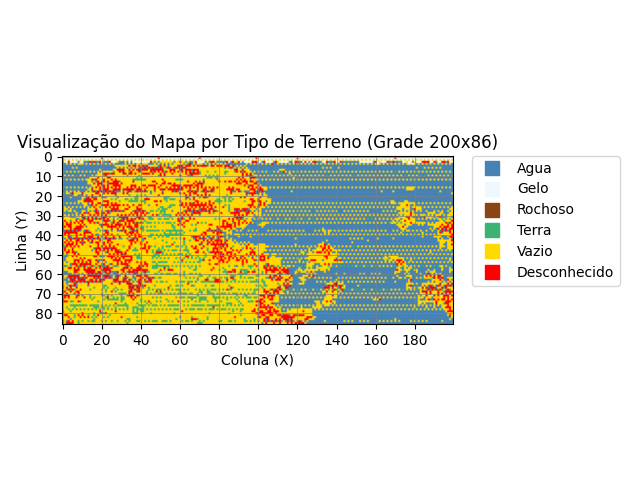 Visualização do Mapa por Tipo de Terreno (Grade 200x86)
0
10
20
30
40
50
60
70
80
Linha (Y)
0 20 40 60 80 100 120 140 160 180
Coluna (X)
Agua
Gelo
Rochoso
Terra
Vazio
Desconhecido